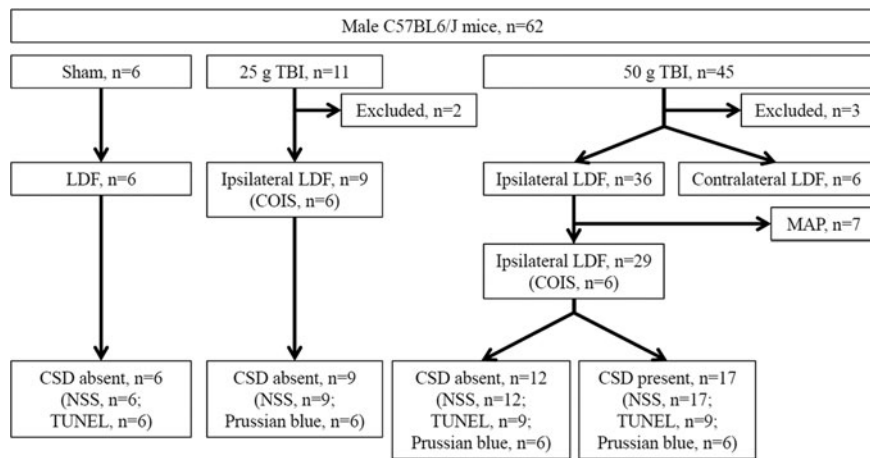 Male C57BL6/J mice, n=62
Sham, n=6
25 g TBI, n=11
50 g TBI, n=45
Excluded, n=2
Excluded, n=3
LDF, n=6
Ipsilateral LDF, n=9
(COIS, n=6)
Ipsilateral LDF, n=36
Contralateral LDF, n=6
MAP, n=7
Ipsilateral LDF, n=29
(COIS, n=6)
CSD absent, n=6
(NSS, n=6;
TUNEL, n=6)
CSD absent, n=9
(NSS, n=9;
Prussian blue, n=6)
CSD absent, n=12
(NSS, n=12;
TUNEL, n=9;
Prussian blue, n=6)
CSD present, n=17
(NSS, n=17;
TUNEL, n=9;
Prussian blue, n=6)